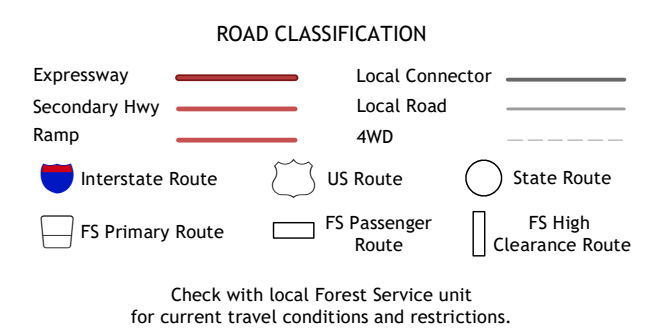 ROAD CLASSIFICATION
Expressway
Local Connector
Secondary Hwy
Local Road
Ramp
4WD
Interstate Route
US Route
State Route
FS Primary Route
FS Passenger
Route
FS High
Clearance Route
Check with local Forest Service unit
for current travel conditions and restrictions.